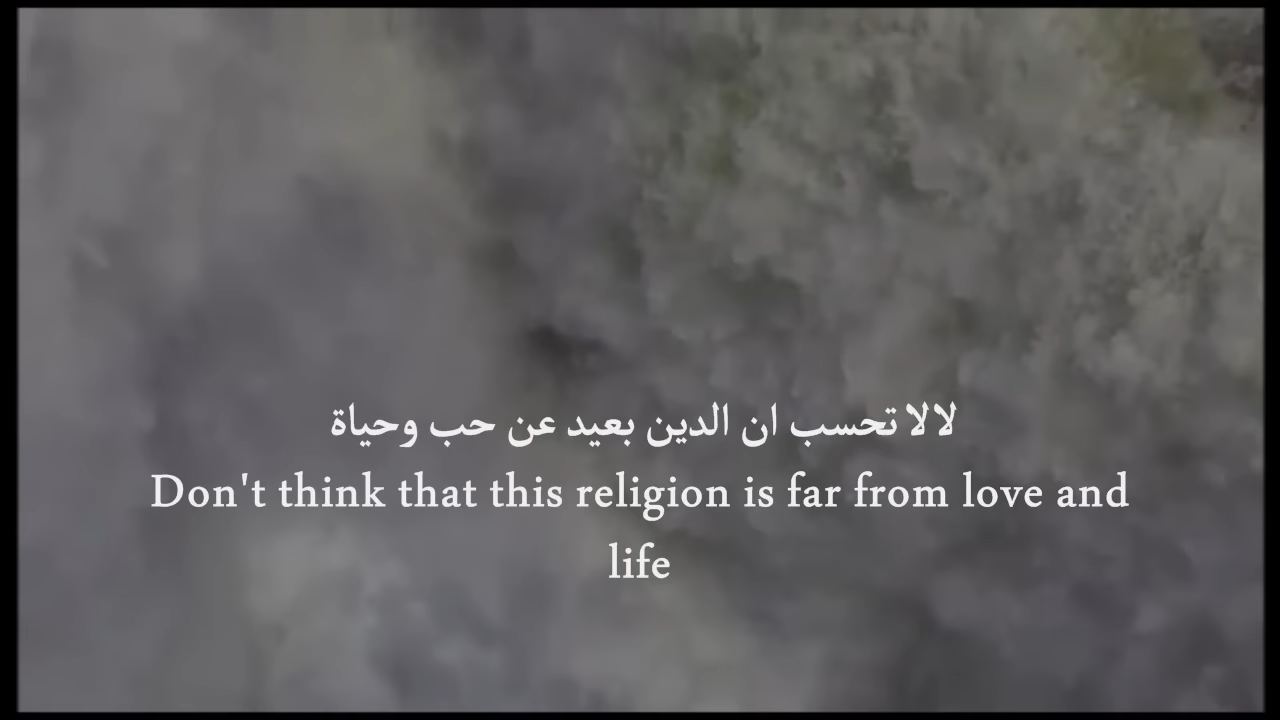 لالا تحسب ان الدين بعيد عن حب وحياة
Don't think that this religion is far from love and
life